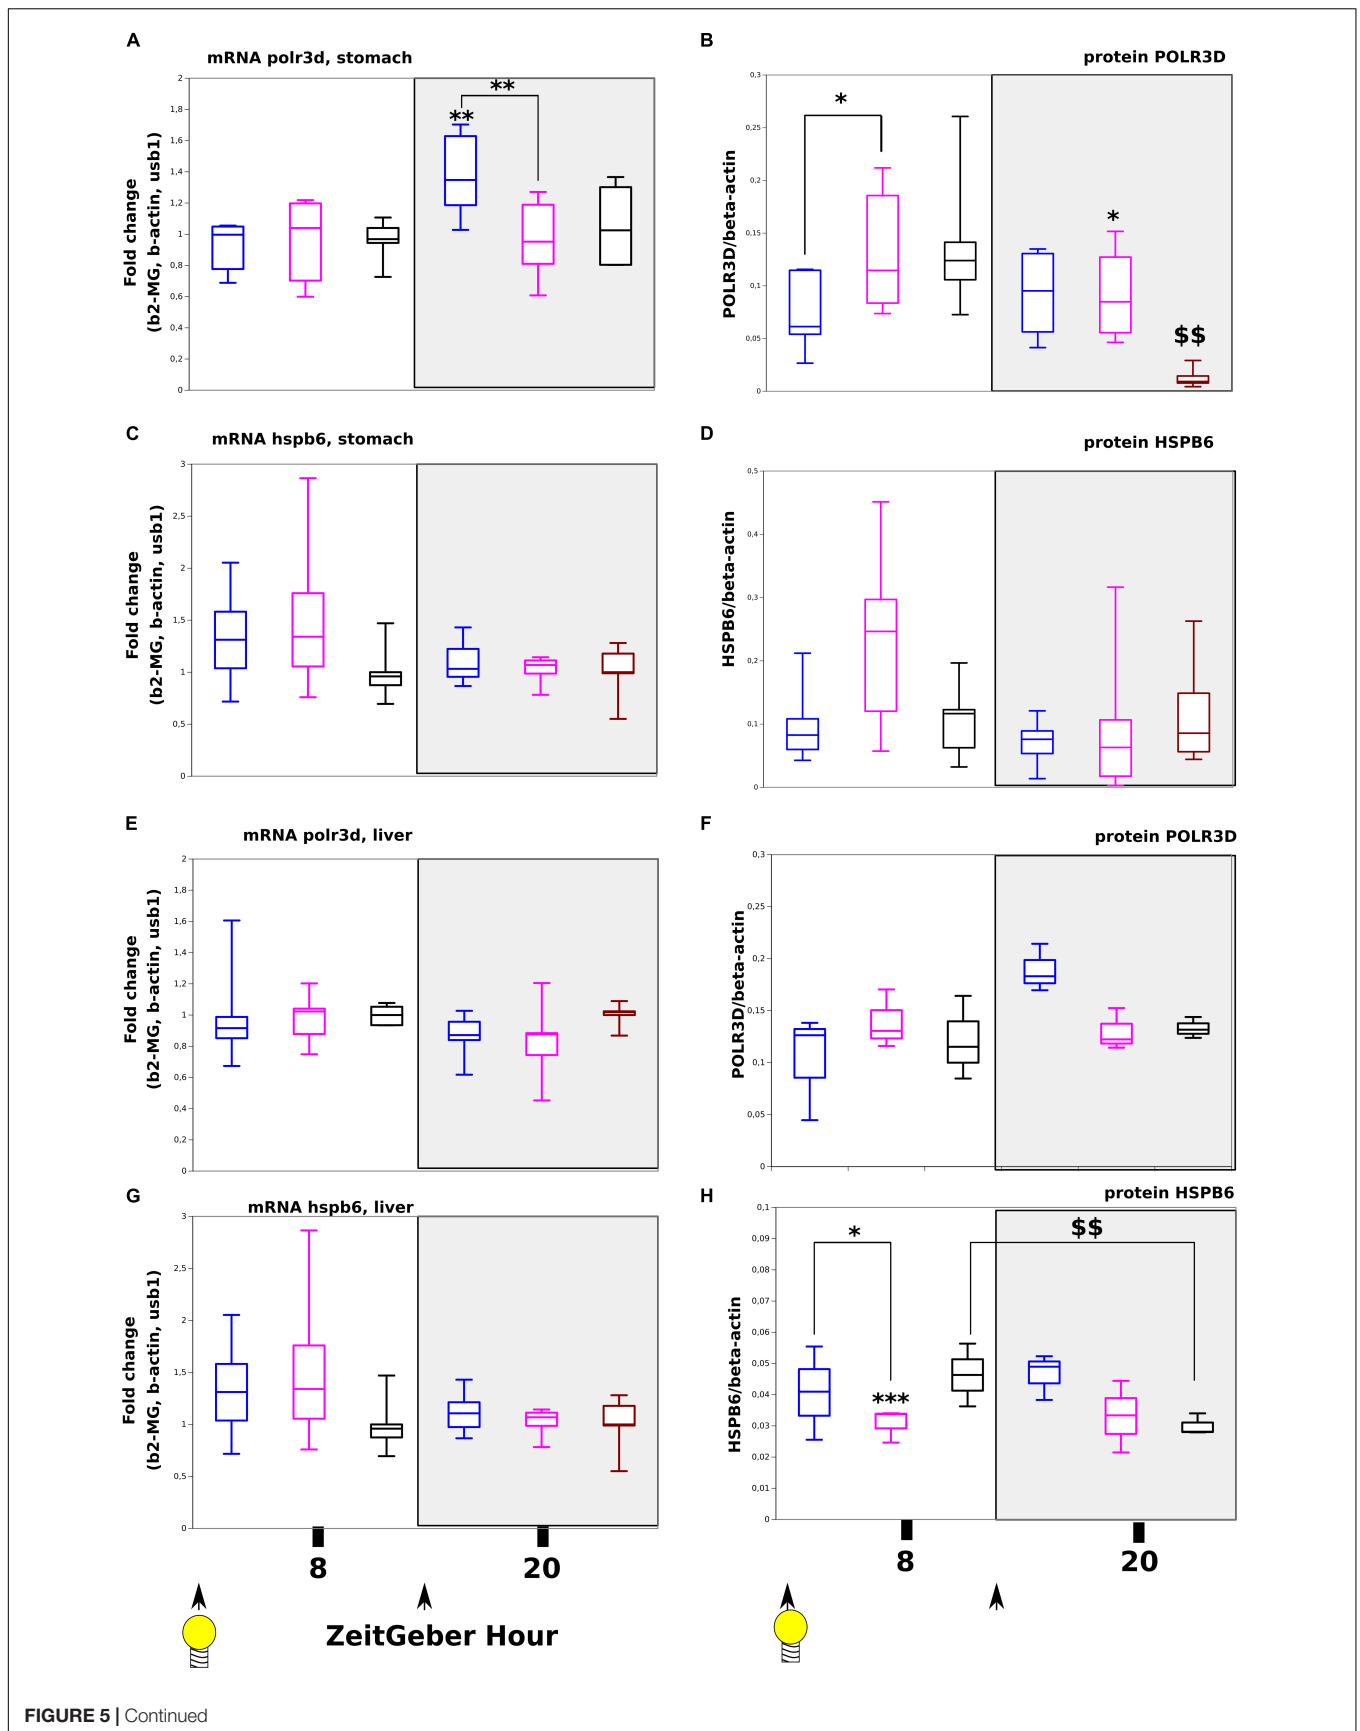 A
mRNA polr3d, stomach
Fold change
(b2-MG, b-actin, usb1)
2
1,8
1,6
1,4
1,2
1
0,8
0,6
0,4
0,2
0
**
**
B
protein POLR3D
POLR3D/beta-actin
0,3
0,25
0,2
0,15
0,1
0,05
0
*
*
$$
C
mRNA hspb6, stomach
Fold change
(b2-MG, b-actin, usb1)
3
2,5
2
1,5
1
0,5
0
D
protein HSPB6
HSPB6/beta-actin
0,5
0,4
0,3
0,2
0,1
0
E
mRNA polr3d, liver
Fold change
(b2-MG, b-actin, usb1)
2
1,8
1,6
1,4
1,2
1
0,8
0,6
0,4
0,2
0
F
protein POLR3D
POLR3D/beta-actin
0,3
0,25
0,2
0,15
0,1
0,05
0
G
mRNA hspb6, liver
Fold change
(b2-MG, b-actin, usb1)
3
2,5
2
1,5
1
0,5
0
8
20
H
protein HSPB6
HSPB6/beta-actin
0,1
0,09
0,08
0,07
0,06
0,05
0,04
0,03
0,02
0,01
0
*
***
$$
8
20
ZeitGeber Hour
FIGURE 5 | Continued